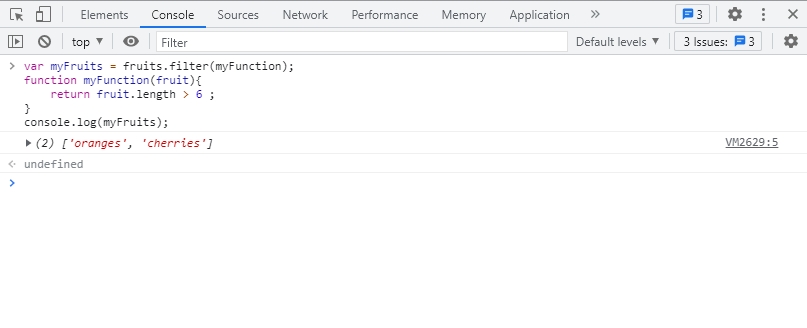 Elements Console Sources Network Performance Memory Application » 3
top ▼ Filter Default levels ▼ 3 Issues: 3
> var myFruits = fruits.filter(myFunction);
function myFunction(fruit){
    return fruit.length > 6 ;
}
console.log(myFruits);
▶ (2) ['oranges', 'cherries'] VM2629:5
undefined
>